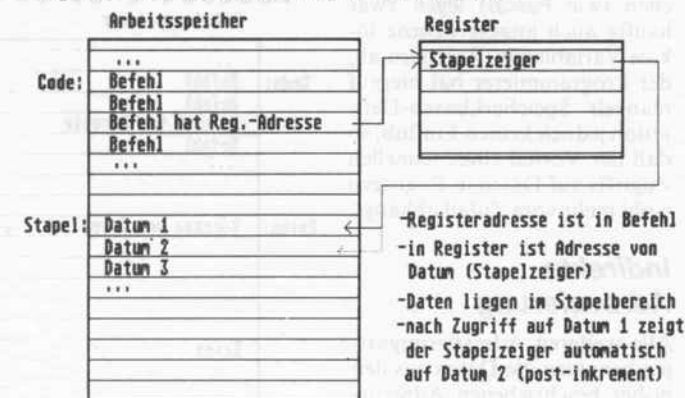 Arbeitsspeicher
Register
...
Stapelzeiger
Code: Befehl
Befehl
Befehl hat Reg.-Adresse
Befehl
...
Stapel: Datum 1
Datum 2
Datum 3
...
-Registeradresse ist in Befehl
-in Register ist Adresse von
Datum (Stapelzeiger)
-Daten liegen im Stapelbereich
-nach Zugriff auf Datum 1 zeigt
der Stapelzeiger automatisch
auf Datum 2 (post-inkrement)